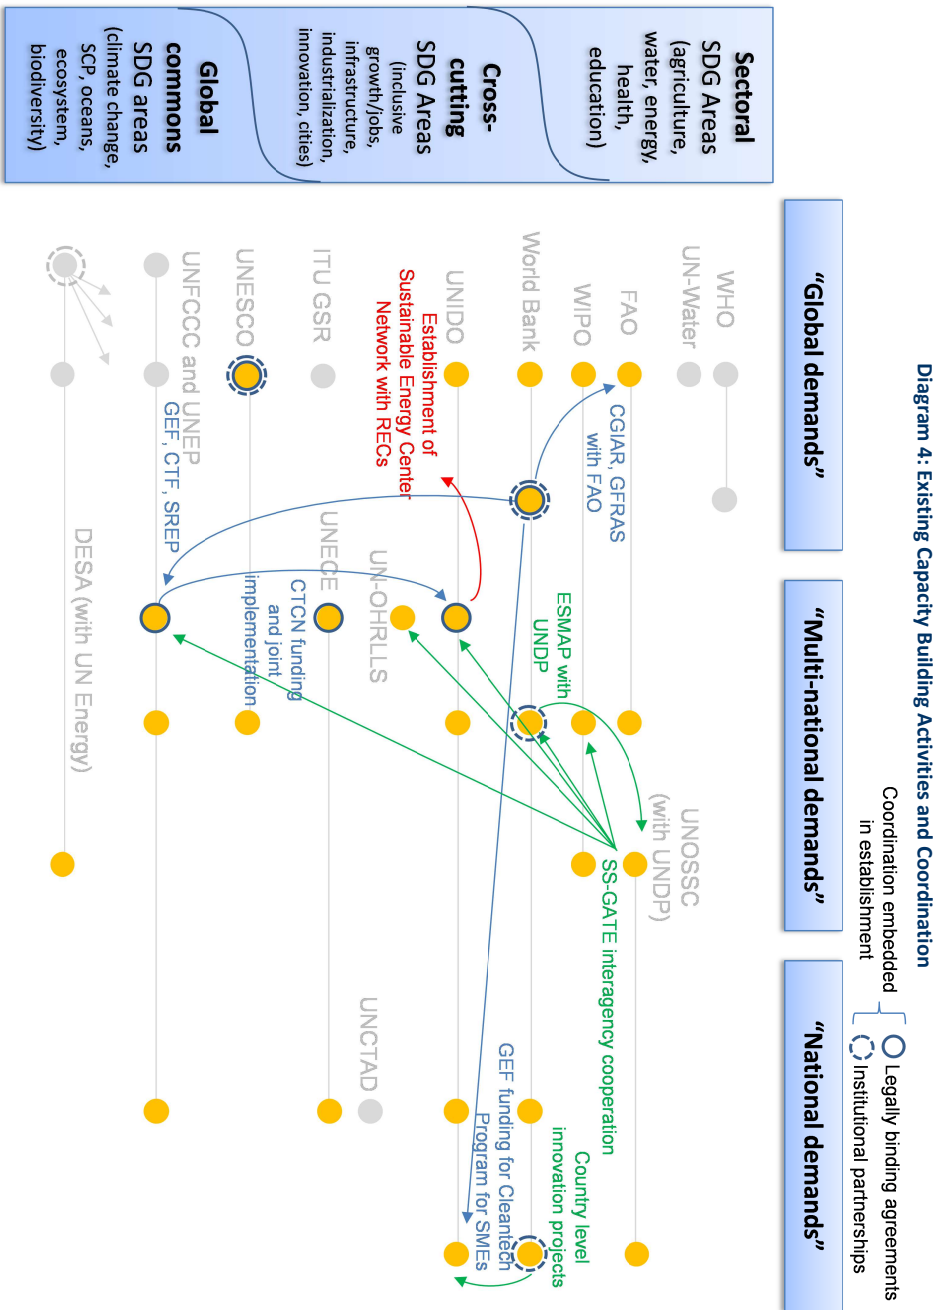 Diagram 4: Existing Capacity Building Activities and Coordination
Coordination embedded
in establishment
Legally binding agreements
Institutional partnerships
“Global demands”
“Multi-national demands”
“National demands”
Sectoral
SDG Areas
(agriculture,
water, energy,
health,
education)
Cross-
cutting
SDG Areas
(inclusive
growth/jobs,
infrastructure,
industrialization,
innovation, cities)
Global
commons
SDG areas
(climate change,
SCP, oceans,
ecosystem,
biodiversity)
WHO
UN-Water
FAO
WIPO
World Bank
UNIDO
ITU GSR
UNESCO
UNFCCC and UNEP
DESA (with UN Energy)
UNECE
UN-OHRLLS
UNOSSC
(with UNDP)
UNCTAD
CGIAR, GFRAS
with FAO
Establishment of
Sustainable Energy Center
Network with RECs
GEF, CTF, SREP
CTCN funding
and joint
implementation
ESMAP with
UNDP
SS-GATE interagency cooperation
GEF funding for Cleantech
Program for SMEs
Country level
innovation projects